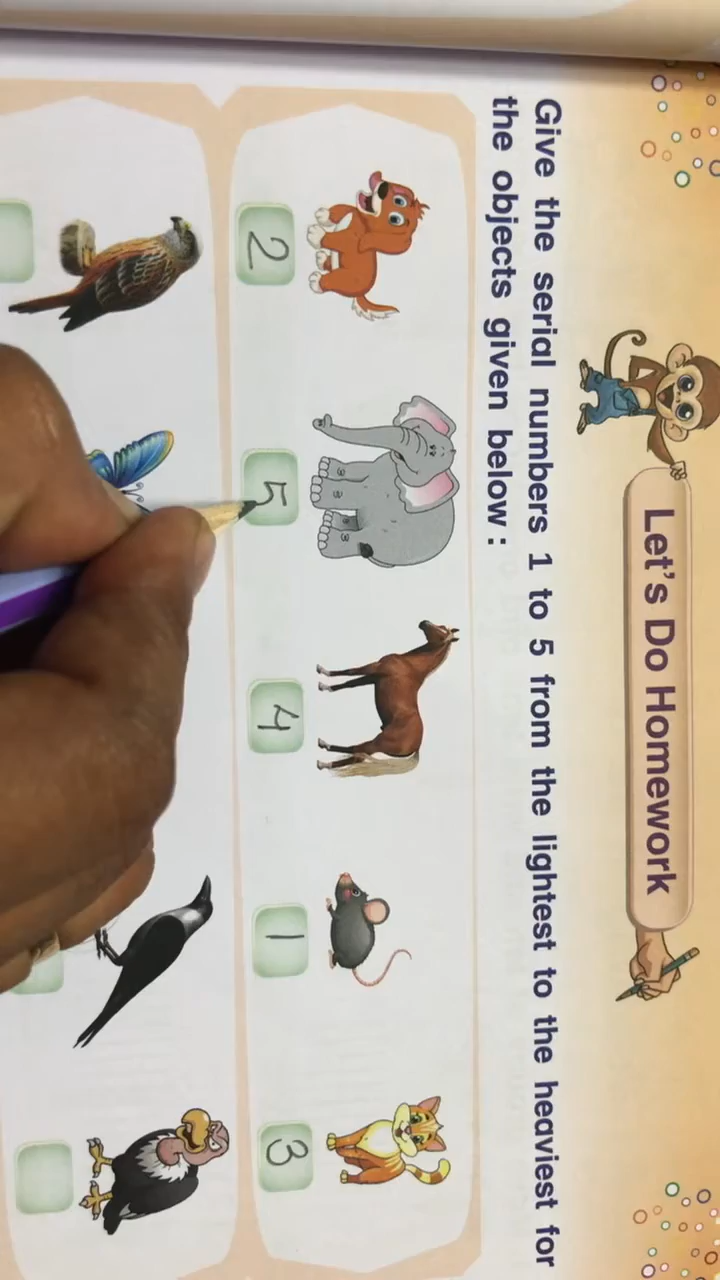 Let's Do Homework
Give the serial numbers 1 to 5 from the lightest to the heaviest for
the objects given below :
2 5 4 1 3